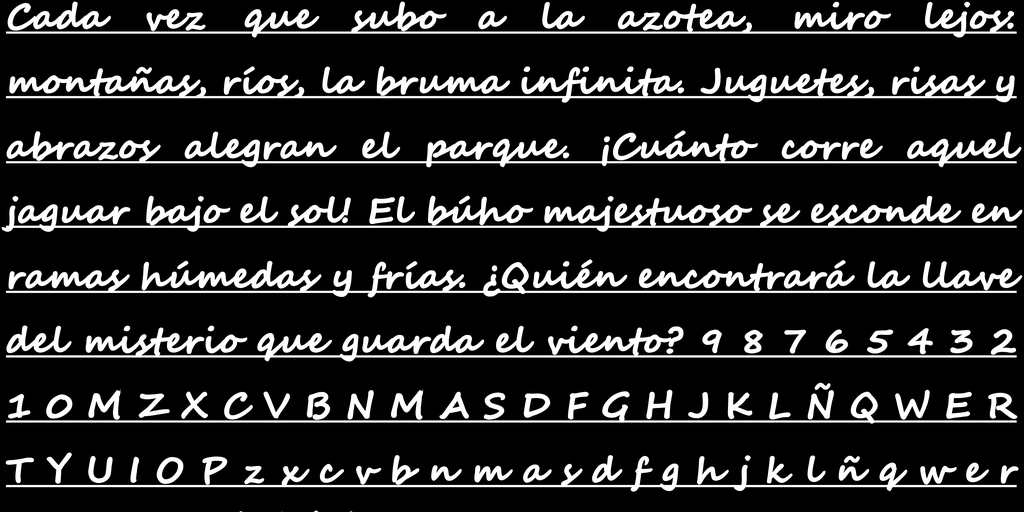 Cada vez que subo a la azotea, miro lejos:
montañas, ríos, la bruma infinita. Juguetes, risas y
abrazos alegran el parque. ¡Cuánto corre aquel
jaguar bajo el sol! El búho majestuoso se esconde en
ramas húmedas y frías. ¿Quién encontrará la llave
del misterio que guarda el viento? 9 8 7 6 5 4 3 2
1 0 M Z X C V B N M A S D F G H J K L Ñ Q W E R
T Y U I O P z x c v b n m a s d f g h j k l ñ q w e r